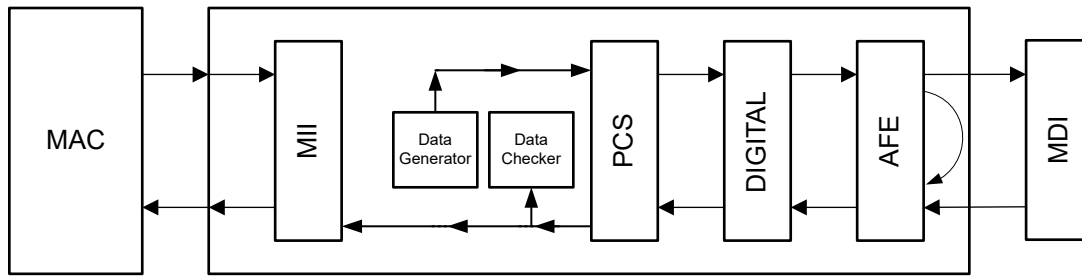 MAC
MII
Data
Generator
Data
Checker
PCS
DIGITAL
AFE
MDI